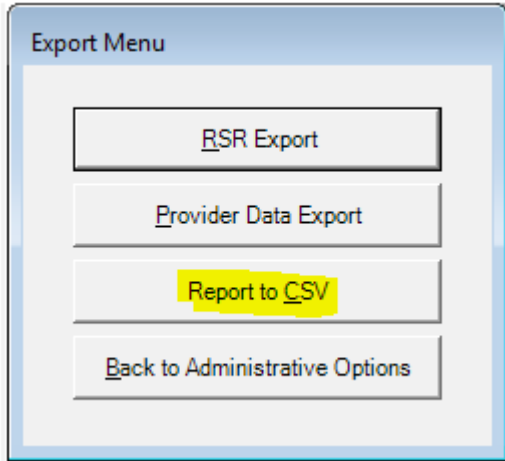 Export Menu
RSR Export
Provider Data Export
Report to CSV
Back to Administrative Options